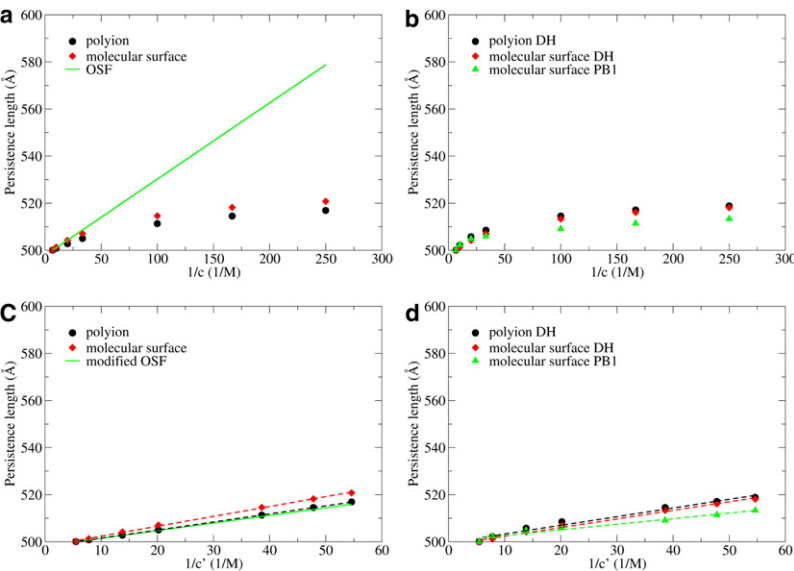 a
600
580
560
540
520
500
Persistence length (Å)
polyion
molecular surface
OSF
0 50 100 150 200 250 300
1/c (1/M)
b
600
580
560
540
520
500
Persistence length (Å)
polyion DH
molecular surface DH
molecular surface PB1
0 50 100 150 200 250 300
1/c (1/M)
C
600
580
560
540
520
500
Persistence length (Å)
polyion
molecular surface
modified OSF
0 10 20 30 40 50 60
1/c' (1/M)
d
600
580
560
540
520
500
Persistence length (Å)
polyion DH
molecular surface DH
molecular surface PB1
0 10 20 30 40 50 60
1/c' (1/M)